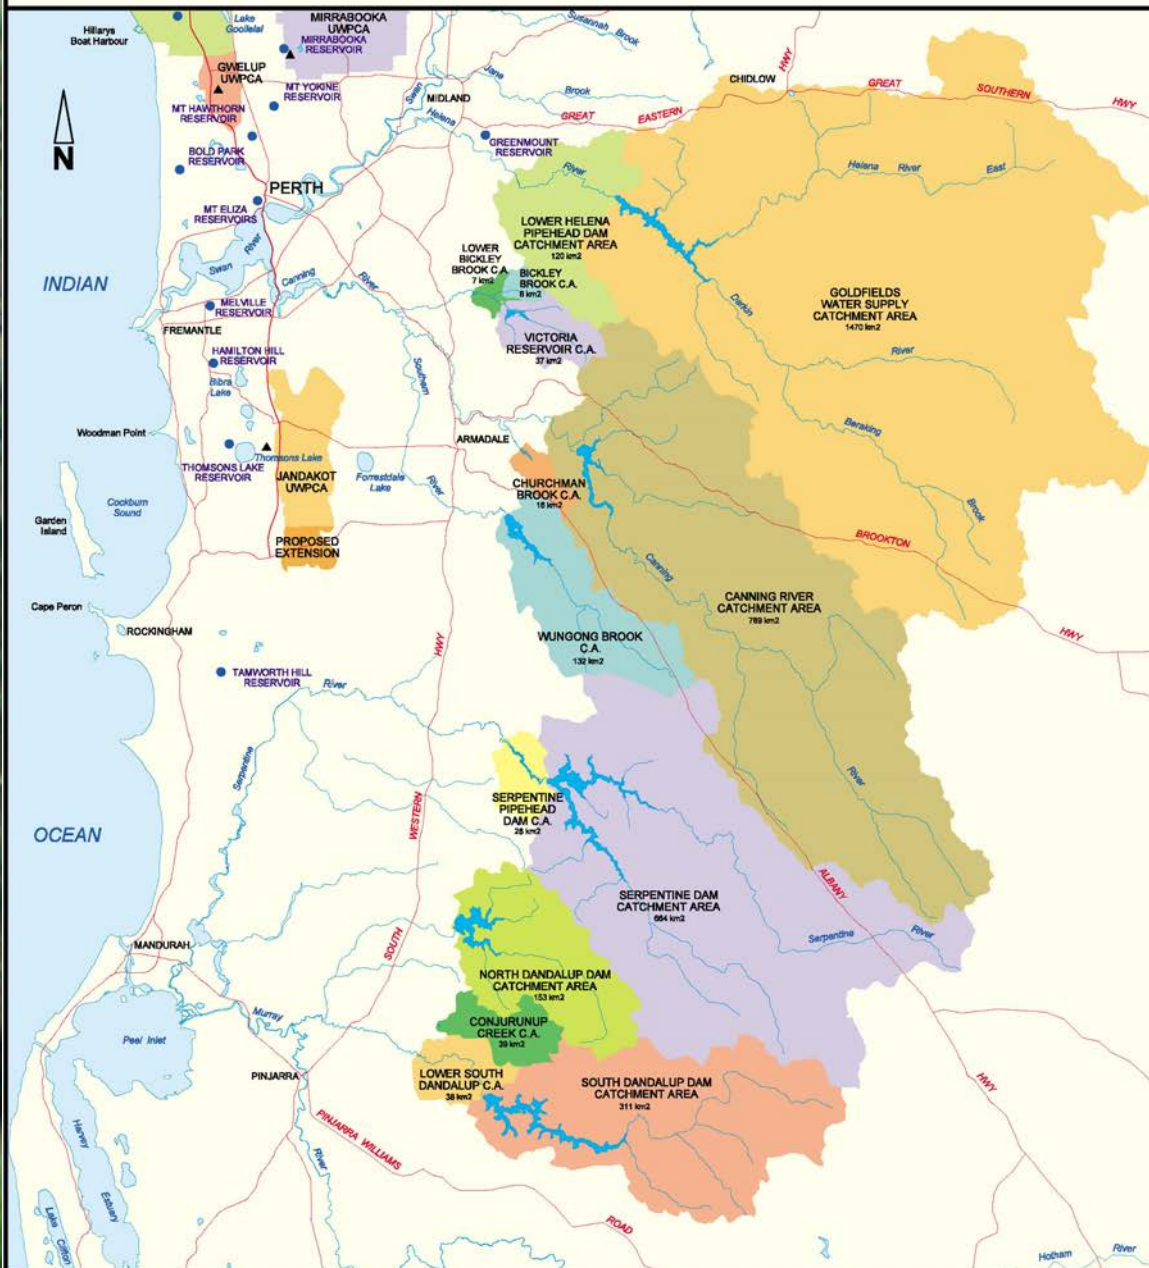 Hillarys
Boat Harbour
Lake
Goollelal
MIRRABOOKA
UWPCA
MIRRABOOKA
RESERVOIR
GWELUP
UWPCA
MT YOKINE
RESERVOIR
MT HAWTHORN
RESERVOIR
BOLD PARK
RESERVOIR
PERTH
MT ELIZA
RESERVOIRS
N
Susannah Brook
Jane
Brook
Swan
MIDLAND
Helena
CHIDLOW
HWY
GREAT
SOUTHERN
HWY
GREAT
EASTERN
GREENMOUNT
RESERVOIR
River
Helena River East
LOWER HELENA
PIPEHEAD DAM
CATCHMENT AREA
120 km2
LOWER
BICKLEY
BROOK C.A.
7 km2
BICKLEY
BROOK C.A.
8 km2
VICTORIA
RESERVOIR C.A.
37 km2
GOLDFIELDS
WATER SUPPLY
CATCHMENT AREA
1470 km2
Darkin
River
Beraking
Brook
INDIAN
Swan
River
Canning
River
MELVILLE
RESERVOIR
FREMANTLE
HAMILTON HILL
RESERVOIR
Bibra
Lake
Southern
River
Woodman Point
ARMADALE
THOMSONS LAKE
RESERVOIR
Thomsons Lake
JANDAKOT
UWPCA
Forrestdale
Lake
CHURCHMAN
BROOK C.A.
16 km2
Cockburn
Sound
Garden
Island
PROPOSED
EXTENSION
BROOKTON
HWY
Canning
CANNING RIVER
CATCHMENT AREA
789 km2
Cape Peron
ROCKINGHAM
WUNGONG BROOK
C.A.
132 km2
HWY
TAMWORTH HILL
RESERVOIR
River
Serpentine
River
SERPENTINE
PIPEHEAD
DAM C.A.
28 km2
WESTERN
OCEAN
ALBANY
SERPENTINE DAM
CATCHMENT AREA
664 km2
Serpentine
River
SOUTH
MANDURAH
NORTH DANDALUP DAM
CATCHMENT AREA
153 km2
Murray
CONJURUNUP
CREEK C.A.
39 km2
Peel Inlet
PINJARRA
LOWER SOUTH
DANDALUP C.A.
38 km2
SOUTH DANDALUP DAM
CATCHMENT AREA
311 km2
HWY
PINJARRA WILLIAMS
ROAD
River
Harvey
Estuary
Lake
Clifton
Hotham
River